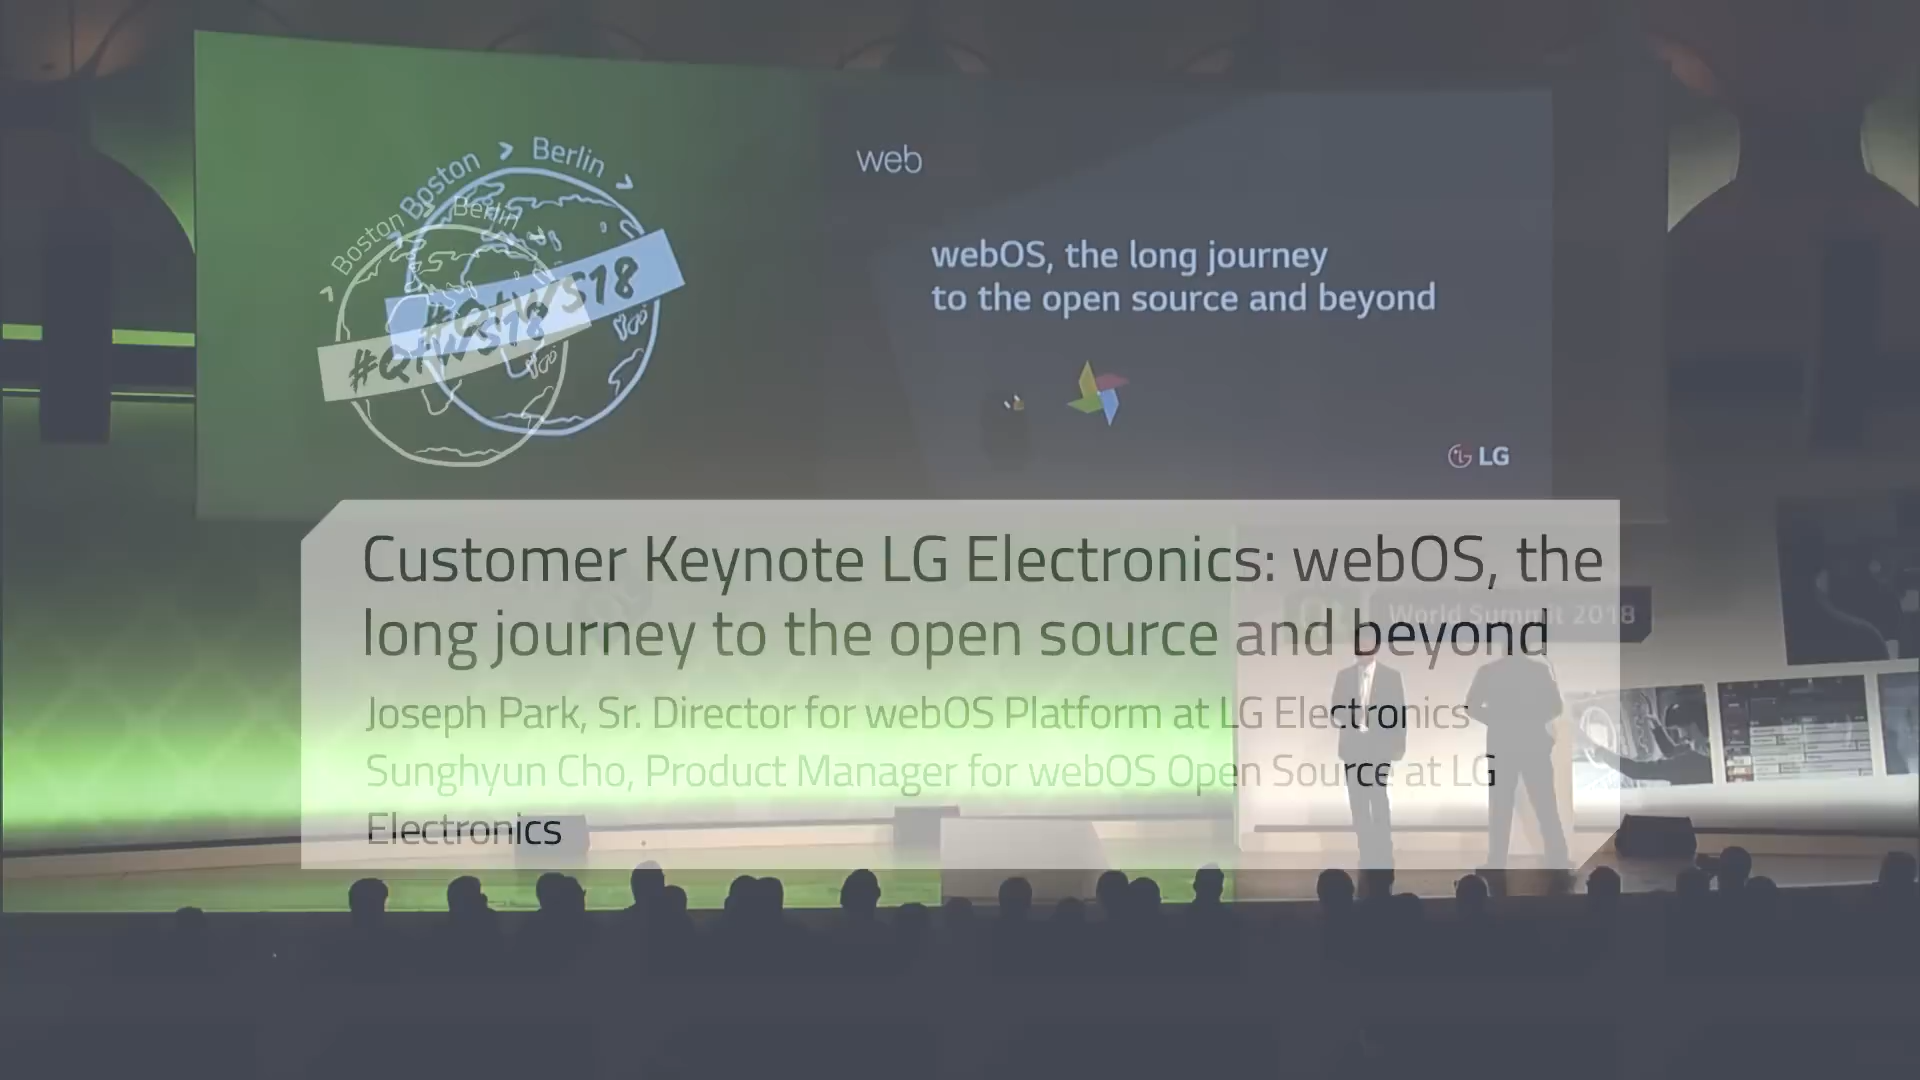 Boston > Berlin >
Boston Berlin
#QtWS18
#QtWS18
web
webOS, the long journey
to the open source and beyond
LG
World Summit 2018
Customer Keynote LG Electronics: webOS, the
long journey to the open source and beyond
Joseph Park, Sr. Director for webOS Platform at LG Electronics
Sunghyun Cho, Product Manager for webOS Open Source at LG
Electronics